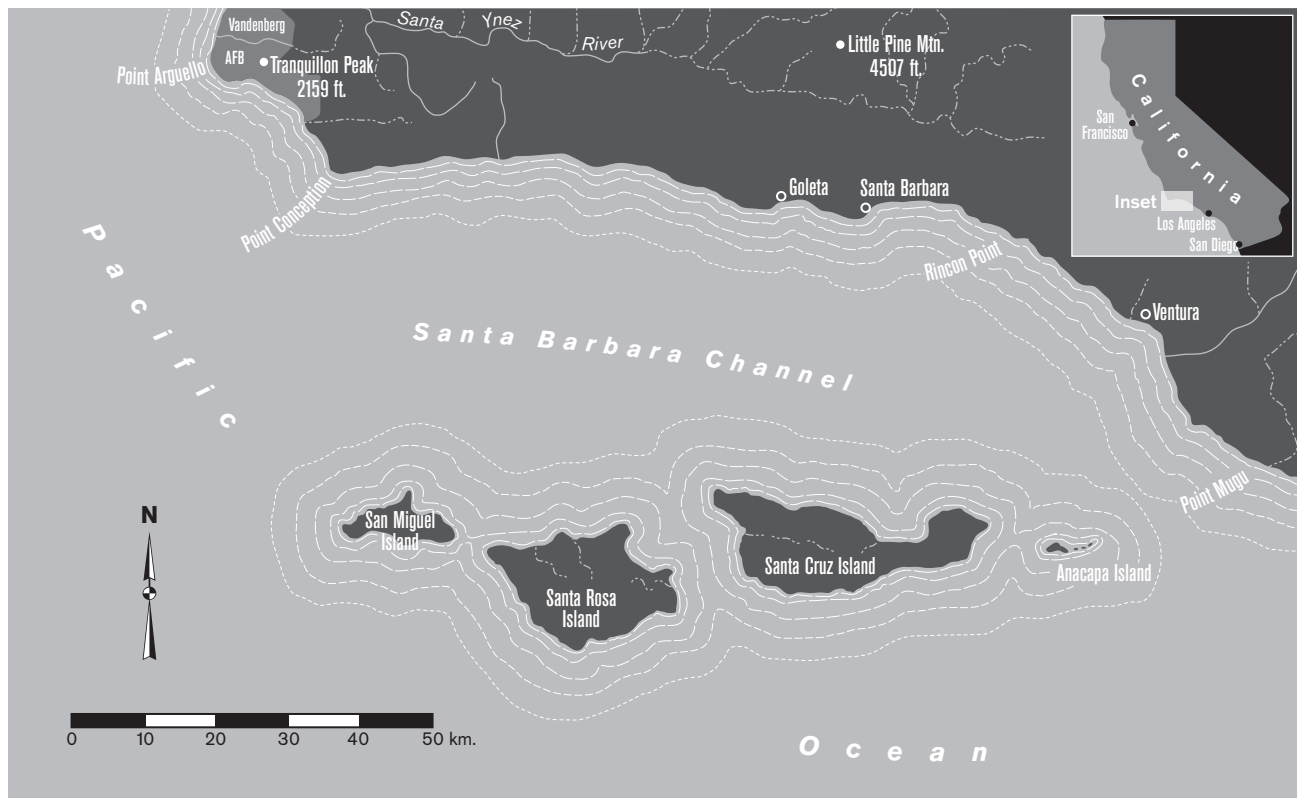 Vandenberg
AFB
Tranquillon Peak
2159 ft.
Point Arguello
Santa Ynez
River
Little Pine Mtn.
4507 ft.
California
San
Francisco
Inset
Los Angeles
San Diego
Point Conception
Goleta
Santa Barbara
Rincon Point
Ventura
Pacific
Santa Barbara Channel
Point Mugu
N
San Miguel
Island
Santa Rosa
Island
Santa Cruz Island
Anacapa Island
0 10 20 30 40 50 km.
Ocean